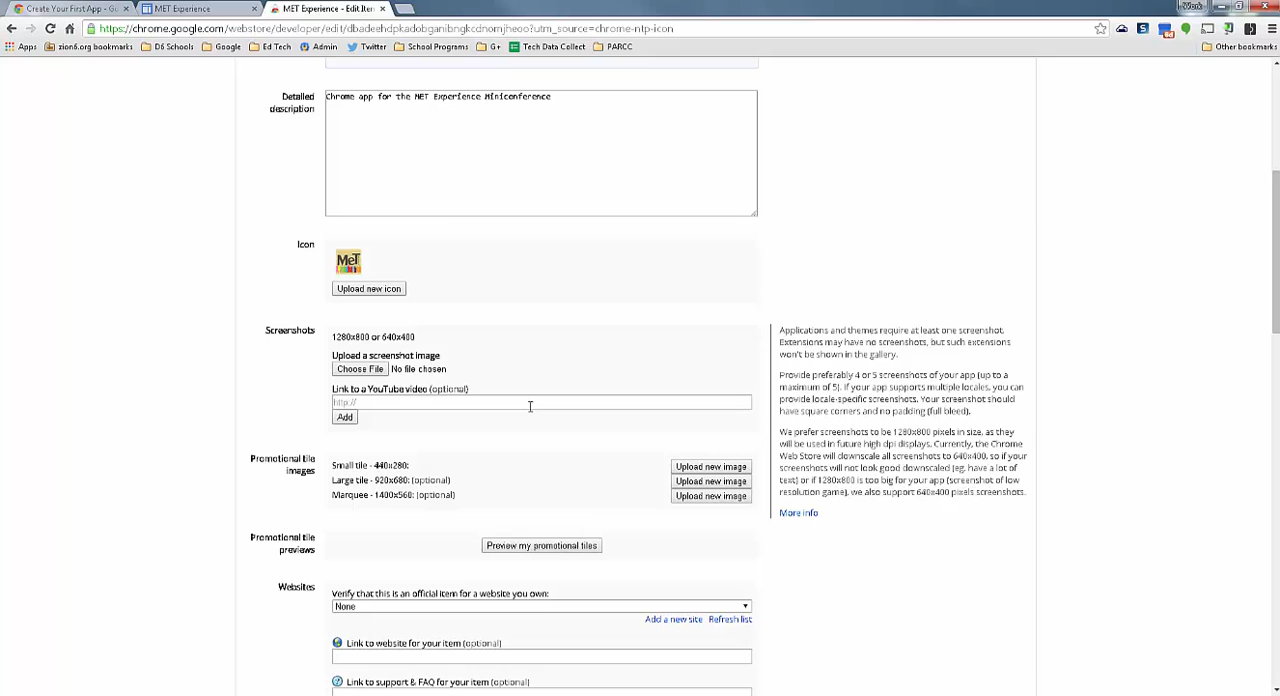 Create Your First App - Go
MET Experience
MET Experience - Edit Item
https://chrome.google.com/webstore/developer/edit/dbadeehdpkadobganibngkcdnomjheoo?utm_source=chrome-ntp-icon
Apps zion6.org bookmarks D6 Schools Google Ed Tech Admin Twitter School Programs G+ Tech Data Collect PARCC Other bookmarks
Detailed description
Chrome app for the MET Experience Miniconference
Icon
MeT
Upload new icon
Screenshots
1280x800 or 640x400
Upload a screenshot image
Choose File No file chosen
Link to a YouTube video (optional)
http://
Add
Applications and themes require at least one screenshot.
Extensions may have no screenshots, but such extensions
won't be shown in the gallery.
Provide preferably 4 or 5 screenshots of your app (up to a
maximum of 5). If your app supports multiple locales, you can
provide locale-specific screenshots. Your screenshot should
have square corners and no padding (full bleed).
We prefer screenshots to be 1280x800 pixels in size, as they
will be used in future high dpi displays. Currently, the Chrome
Web Store will downscale all screenshots to 640x400, so if your
screenshots will not look good downscaled (eg. have a lot of
text) or if 1280x800 is too big for your app (screenshot of low
resolution game), we also support 640x400 pixels screenshots.
More info
Promotional tile
images
Small tile - 440x280: Upload new image
Large tile - 920x680: (optional) Upload new image
Marquee - 1400x560: (optional) Upload new image
Promotional tile
previews
Preview my promotional tiles
Websites
Verify that this is an official item for a website you own:
None
Add a new site Refresh list
Link to website for your item (optional)
Link to support & FAQ for your item (optional)